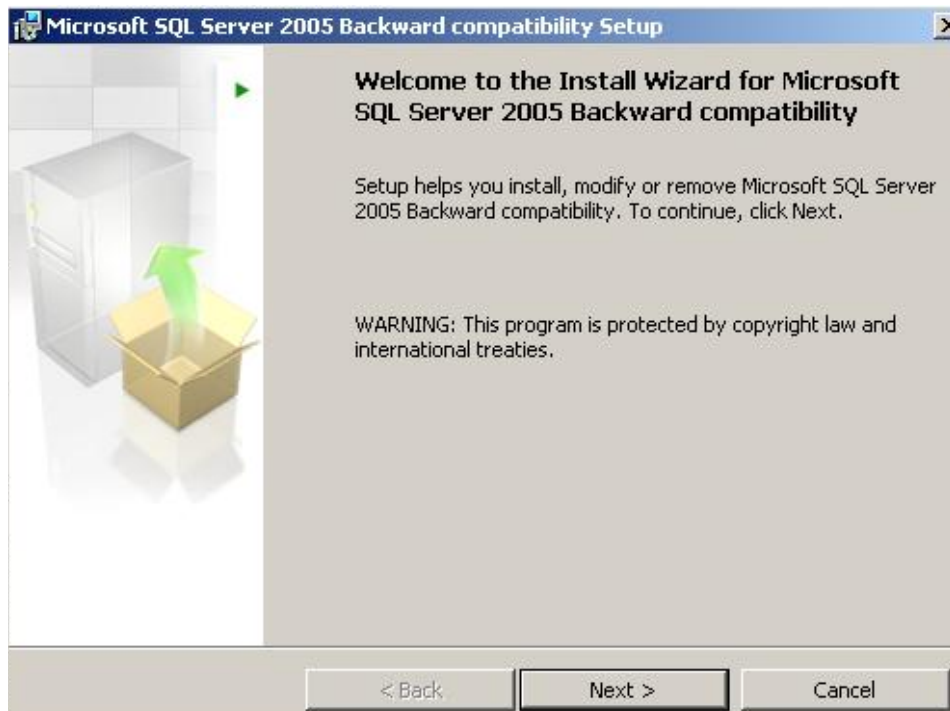 Microsoft SQL Server 2005 Backward compatibility Setup
Welcome to the Install Wizard for Microsoft
SQL Server 2005 Backward compatibility
Setup helps you install, modify or remove Microsoft SQL Server
2005 Backward compatibility. To continue, click Next.
WARNING: This program is protected by copyright law and
international treaties.
< Back
Next >
Cancel